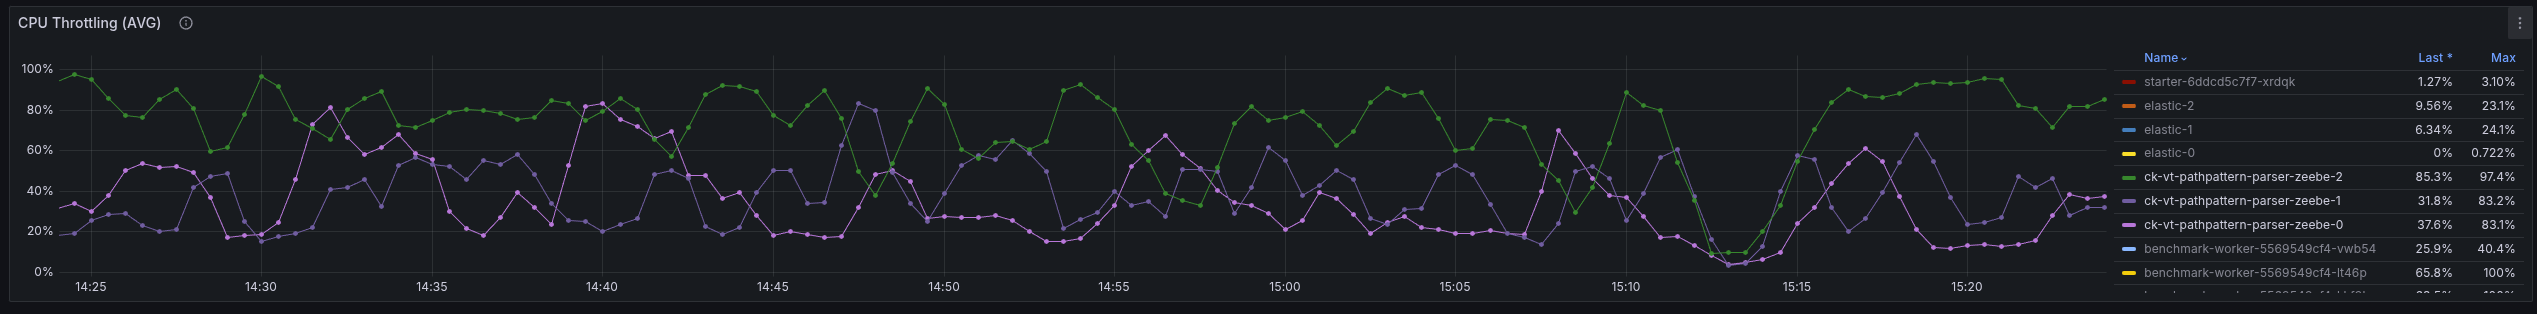 CPU Throttling (AVG)
100%
80%
60%
40%
20%
0%
14:25 14:30 14:35 14:40 14:45 14:50 14:55 15:00 15:05 15:10 15:15 15:20
Name Last * Max
starter-6ddcd5c7f7-xrdqk 1.27% 3.10%
elastic-2 9.56% 23.1%
elastic-1 6.34% 24.1%
elastic-0 0% 0.722%
ck-vt-pathpattern-parser-zeebe-2 85.3% 97.4%
ck-vt-pathpattern-parser-zeebe-1 31.8% 83.2%
ck-vt-pathpattern-parser-zeebe-0 37.6% 83.1%
benchmark-worker-5569549cf4-vwb54 25.9% 40.4%
benchmark-worker-5569549cf4-lt46p 65.8% 100%